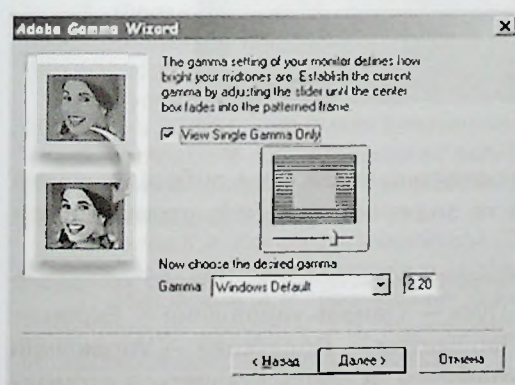 Adobe Gamma Wizard
The gamma setting of your monitor defines how
bright your midtones are. Establish the current
gamma by adjusting the slider until the center
box fades into the patterned frame.
View Single Gamma Only
Now choose the desired gamma
Gamma: Windows Default 2.20
< Назад Далее > Отмена